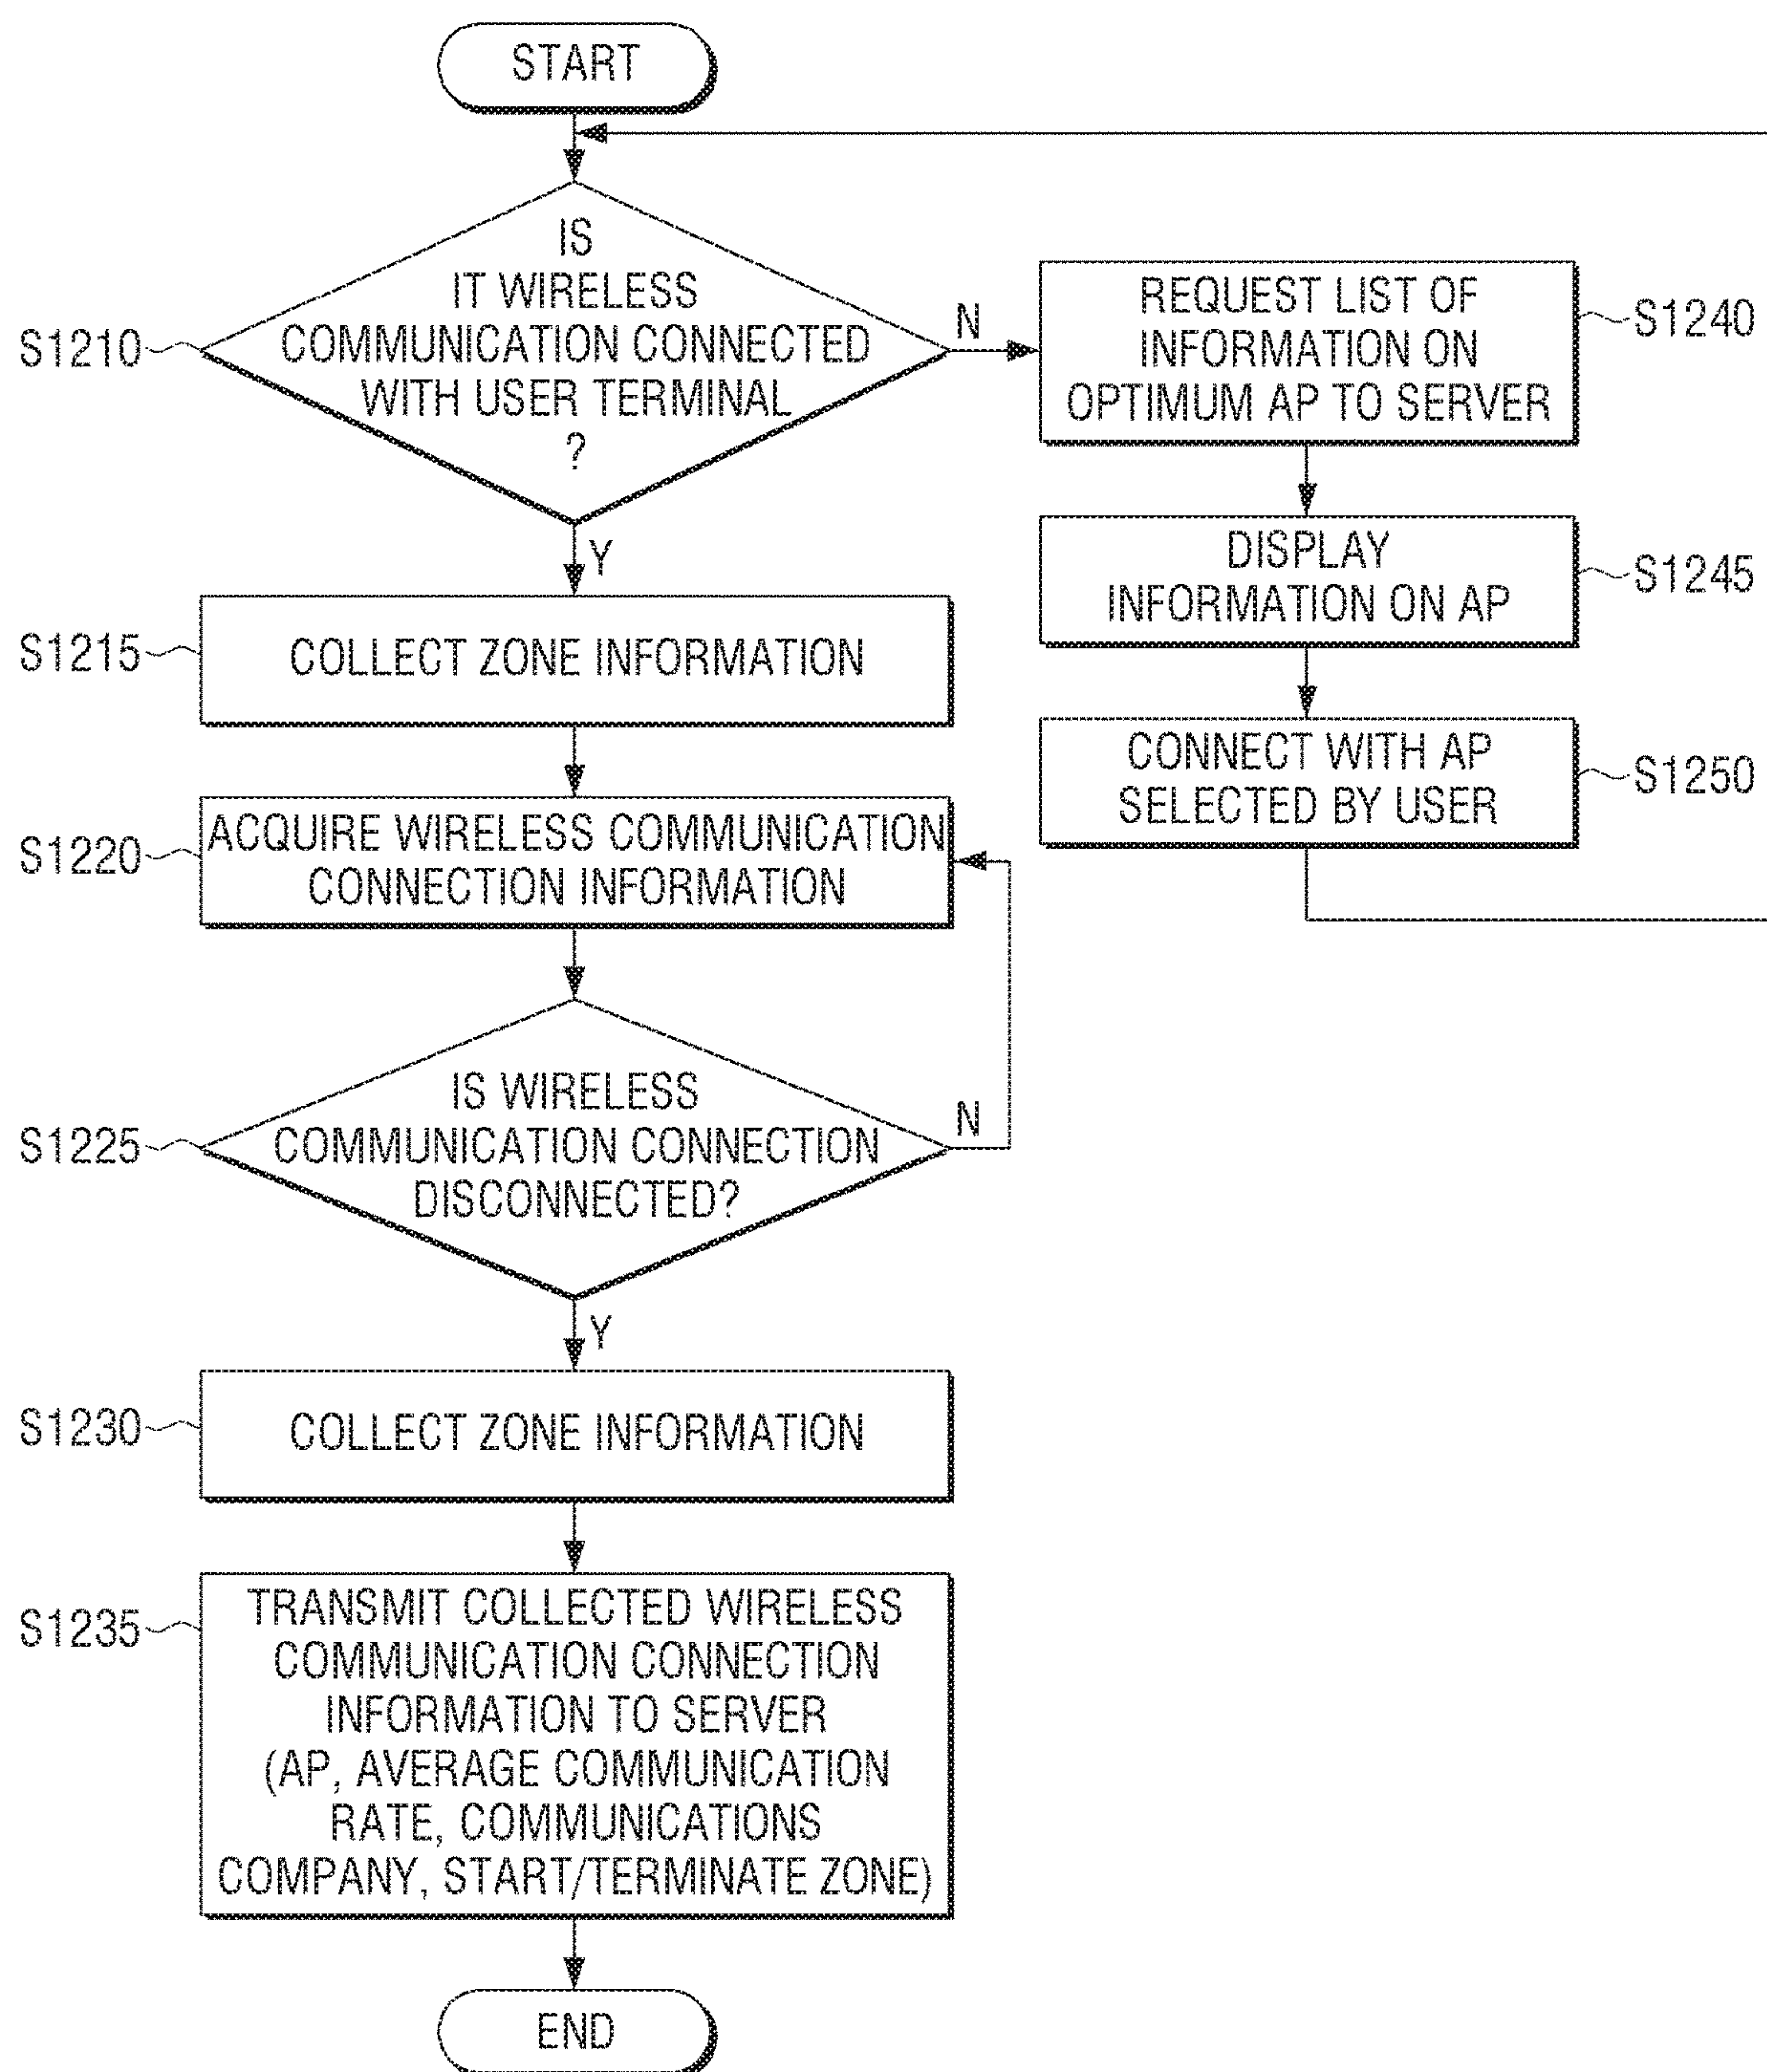 START
IS
IT WIRELESS
COMMUNICATION CONNECTED
WITH USER TERMINAL
?
S1210
N
Y
REQUEST LIST OF
INFORMATION ON
OPTIMUM AP TO SERVER
S1240
DISPLAY
INFORMATION ON AP
S1245
CONNECT WITH AP
SELECTED BY USER
S1250
S1215
COLLECT ZONE INFORMATION
S1220
ACQUIRE WIRELESS COMMUNICATION
CONNECTION INFORMATION
S1225
IS WIRELESS
COMMUNICATION CONNECTION
DISCONNECTED?
N
Y
S1230
COLLECT ZONE INFORMATION
S1235
TRANSMIT COLLECTED WIRELESS
COMMUNICATION CONNECTION
INFORMATION TO SERVER
(AP, AVERAGE COMMUNICATION
RATE, COMMUNICATIONS
COMPANY, START/TERMINATE ZONE)
END